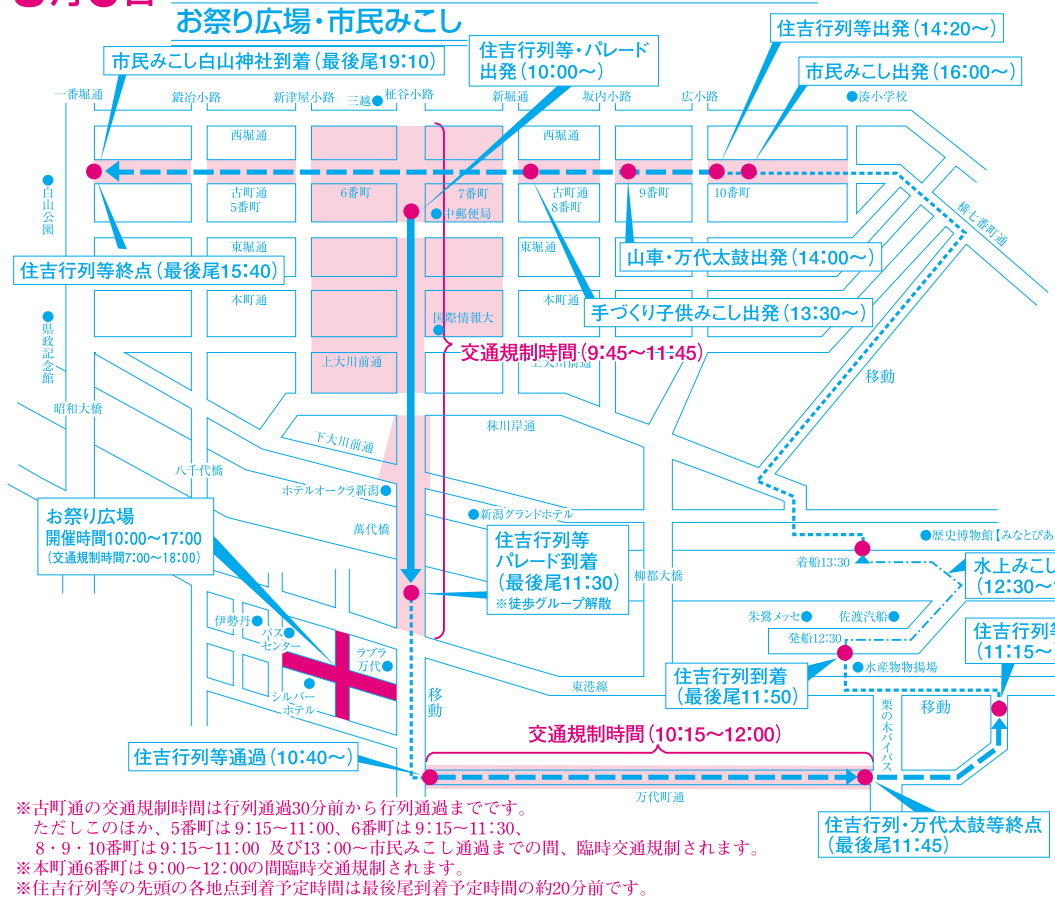 お祭り広場・市民みこし
市民みこし白山神社到着（最後尾19:10）
住吉行列等・パレード
出発（10:00〜）
住吉行列等出発（14:20〜）
市民みこし出発（16:00〜）
一番堀通
鍛冶小路
新津屋小路
三越
柾谷小路
新堀通
坂内小路
広小路
湊小学校
西堀通
西堀通
白山公園
古町通
5番町
6番町
7番町
古町通
8番町
9番町
10番町
中郵便局
横七番町通
東堀通
東堀通
住吉行列等終点（最後尾15:40）
山車・万代太鼓出発（14:00〜）
本町通
本町通
手づくり子供みこし出発（13:30〜）
県政記念館
国際情報大
交通規制時間（9:45〜11:45）
上大川前通
上大川前通
移動
昭和大橋
秣川岸通
下大川前通
八千代橋
ホテルオークラ新潟
お祭り広場
開催時間10:00〜17:00
（交通規制時間7:00〜18:00）
萬代橋
新潟グランドホテル
住吉行列等
パレード到着
（最後尾11:30）
※徒歩グループ解散
柳都大橋
歴史博物館【みなとぴあ
着船13:30
水上みこし
（12:30〜
朱鷺メッセ
佐渡汽船
発船12:30
住吉行列等
（11:15〜
伊勢丹
バス
センター
ラブラ
万代
シルバー
ホテル
水産物物揚場
住吉行列到着
（最後尾11:50）
東港線
移動
栗の木バイパス
移動
交通規制時間（10:15〜12:00）
住吉行列等通過（10:40〜）
万代町通
住吉行列・万代太鼓等終点
（最後尾11:45）
※古町通の交通規制時間は行列通過30分前から行列通過までです。
ただしこのほか、5番町は9:15〜11:00、6番町は9:15〜11:30、
8・9・10番町は9:15〜11:00 及び13：00〜市民みこし通過までの間、臨時交通規制されます。
※本町通6番町は9:00〜12:00の間臨時交通規制されます。
※住吉行列等の先頭の各地点到着予定時間は最後尾到着予定時間の約20分前です。